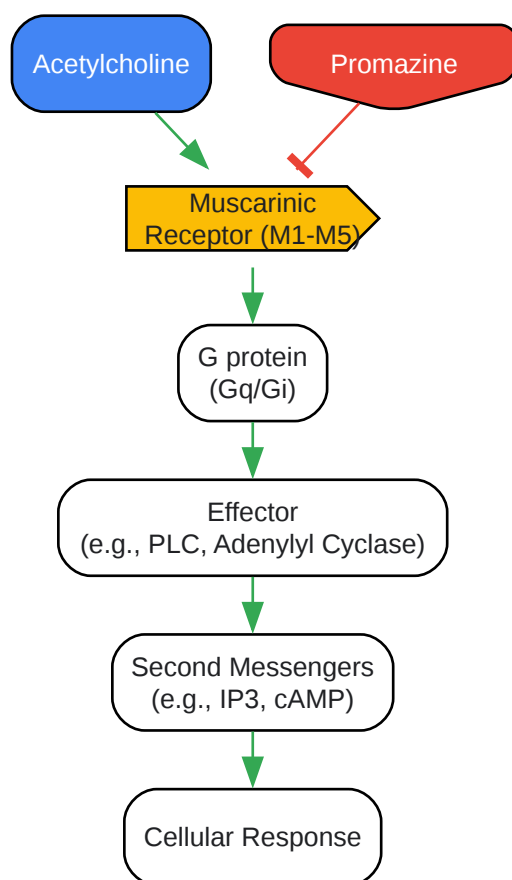 Acetylcholine
Promazine
Muscarinic
Receptor (M1-M5)
G protein
(Gq/Gi)
Effector
(e.g., PLC, Adenylyl Cyclase)
Second Messengers
(e.g., IP3, cAMP)
Cellular Response